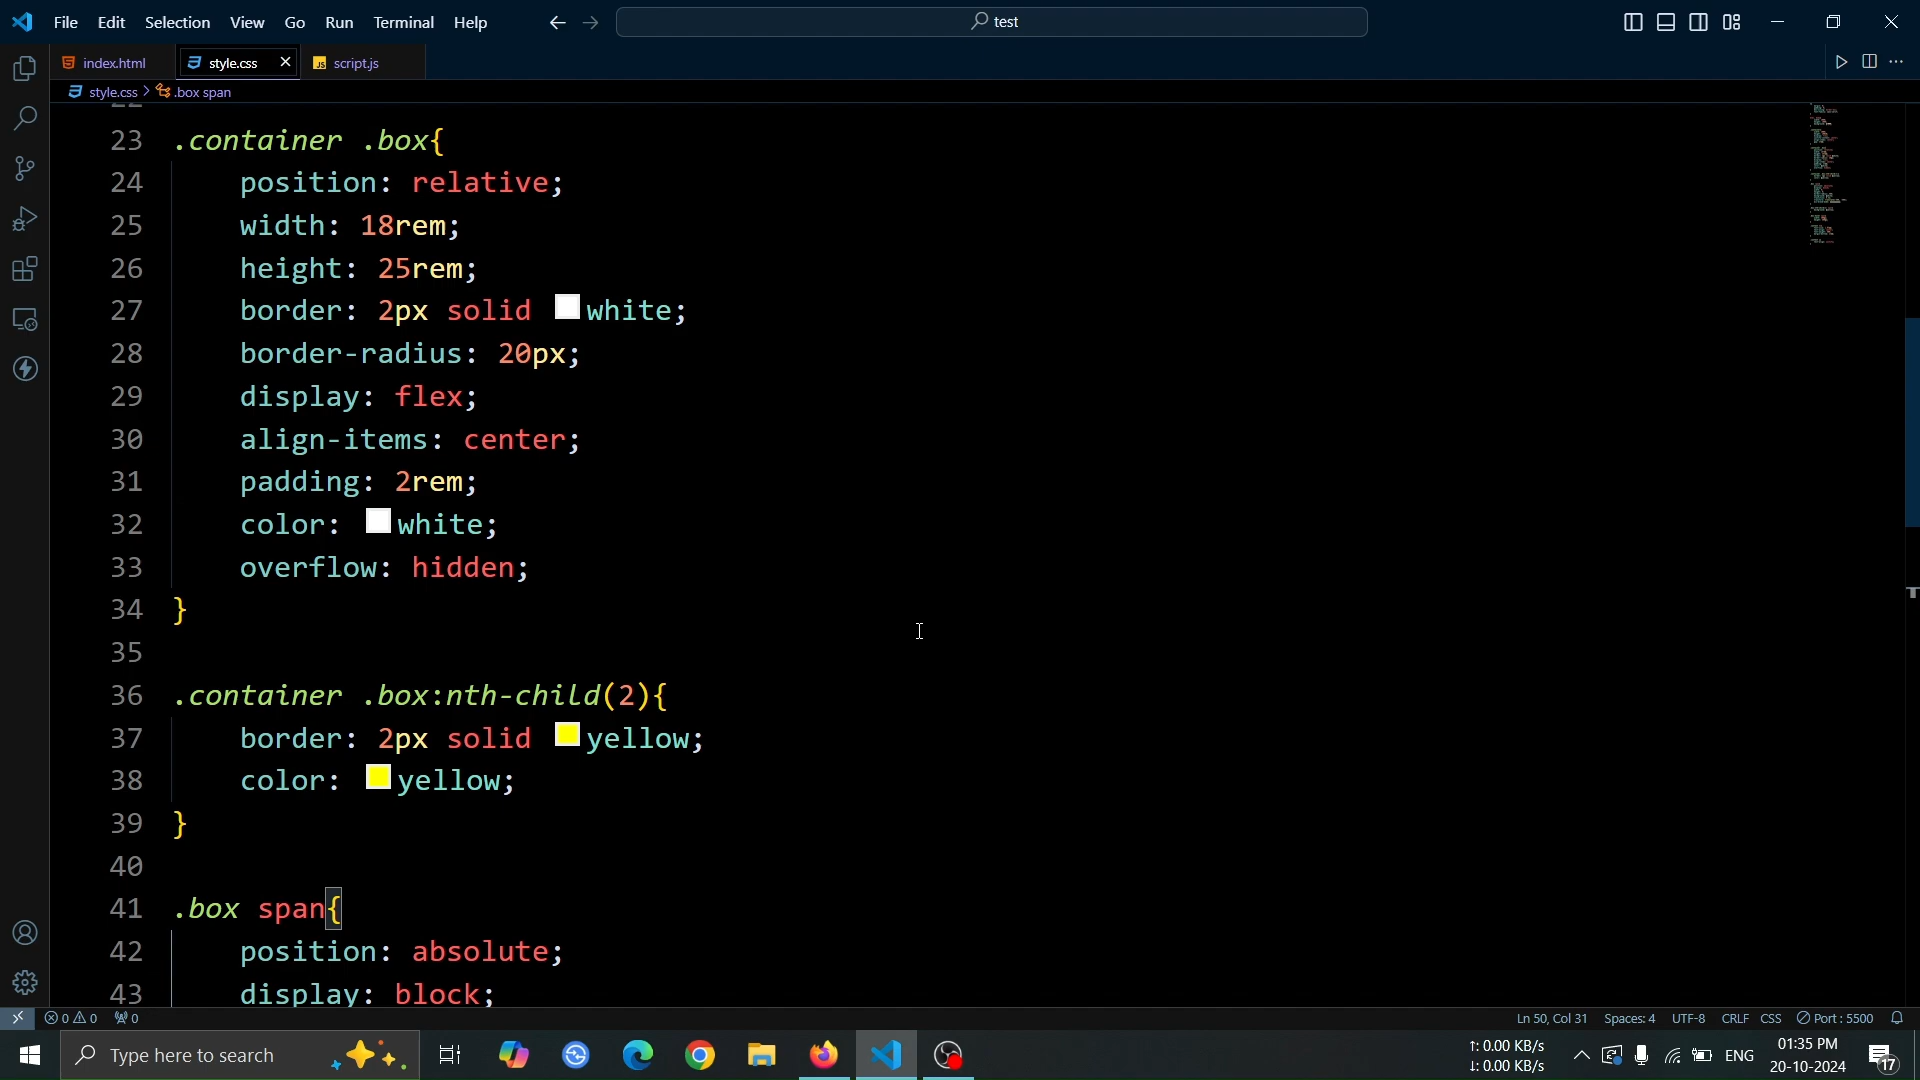 File Edit Selection View Go Run Terminal Help
test
index.html
style.css
JS script.js
style.css > .box span
23 .container .box{
24 position: relative;
25 width: 18rem;
26 height: 25rem;
27 border: 2px solid white;
28 border-radius: 20px;
29 display: flex;
30 align-items: center;
31 padding: 2rem;
32 color: white;
33 overflow: hidden;
34 }
35
36 .container .box:nth-child(2){
37 border: 2px solid yellow;
38 color: yellow;
39 }
40
41 .box span{
42 position: absolute;
43 display: block;
0 0 0
Ln 50, Col 31 Spaces: 4 UTF-8 CRLF CSS Port : 5500
Type here to search
↑: 0.00 KB/s
↓: 0.00 KB/s
ENG
01:35 PM
20-10-2024
17